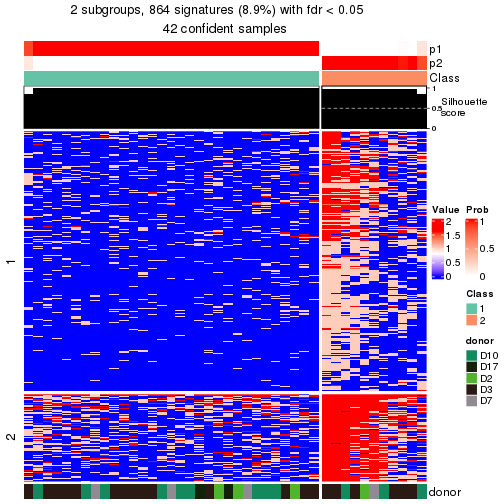 2 subgroups, 864 signatures (8.9%) with fdr < 0.05
42 confident samples
p1
p2
Class
1
0.5
0
Silhouette
score
1
2
donor
Value
2
1.5
1
0.5
0
Prob
1
0.5
0
Class
1
2
donor
D10
D17
D2
D3
D7